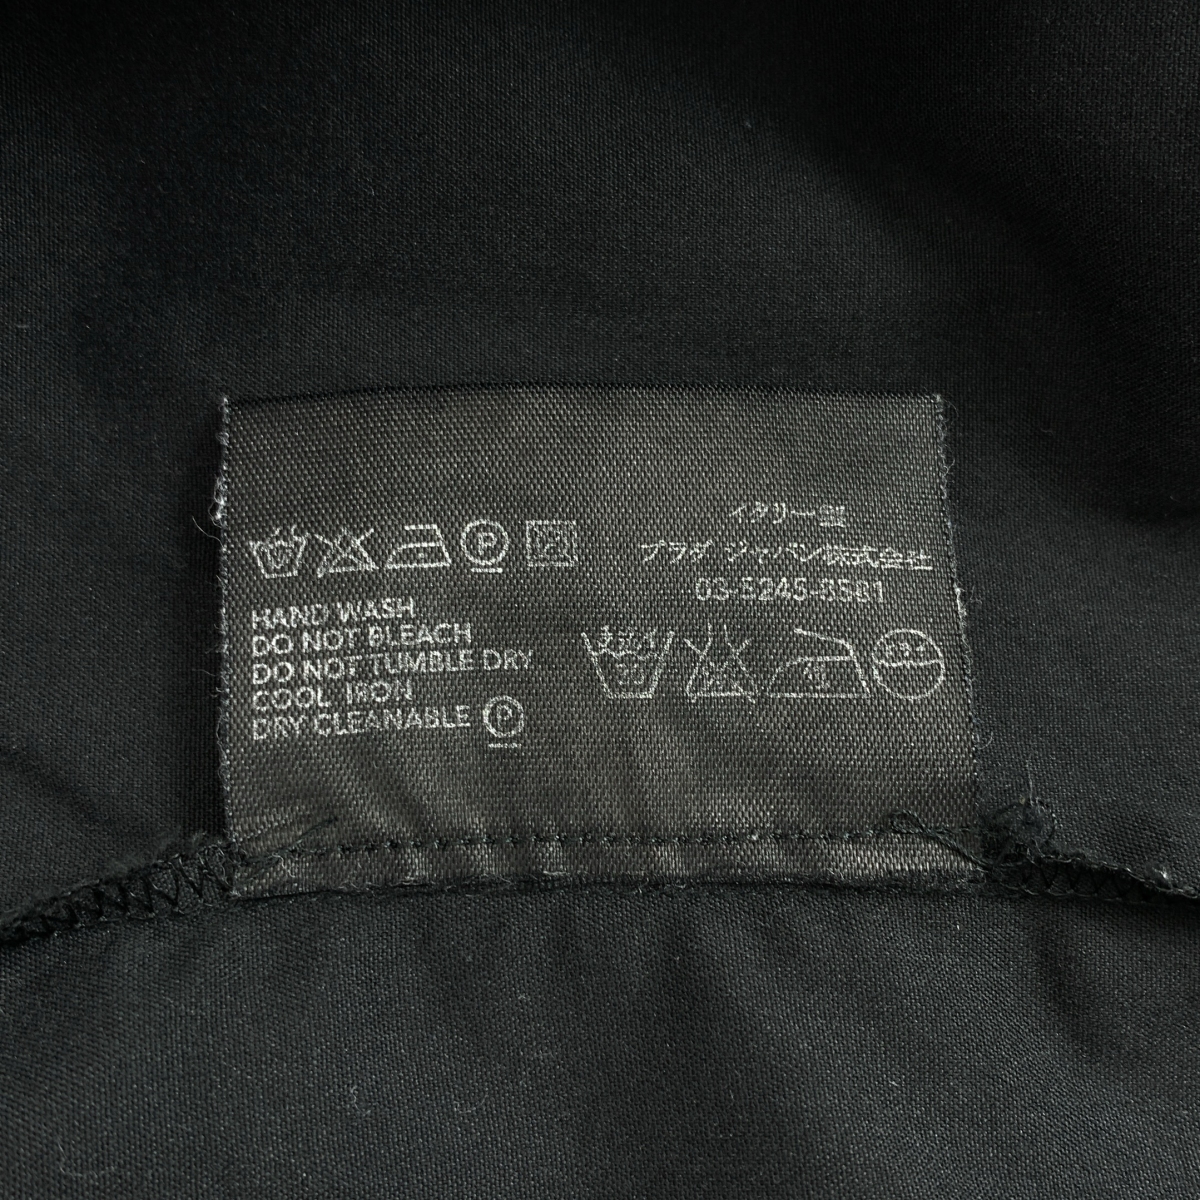 HAND WASH
DO NOT BLEACH
DO NOT TUMBLE DRY
COOL IRON
DRY CLEANABLE Ⓟ
イタリー製
プラダ ジャパン株式会社
03-5245-